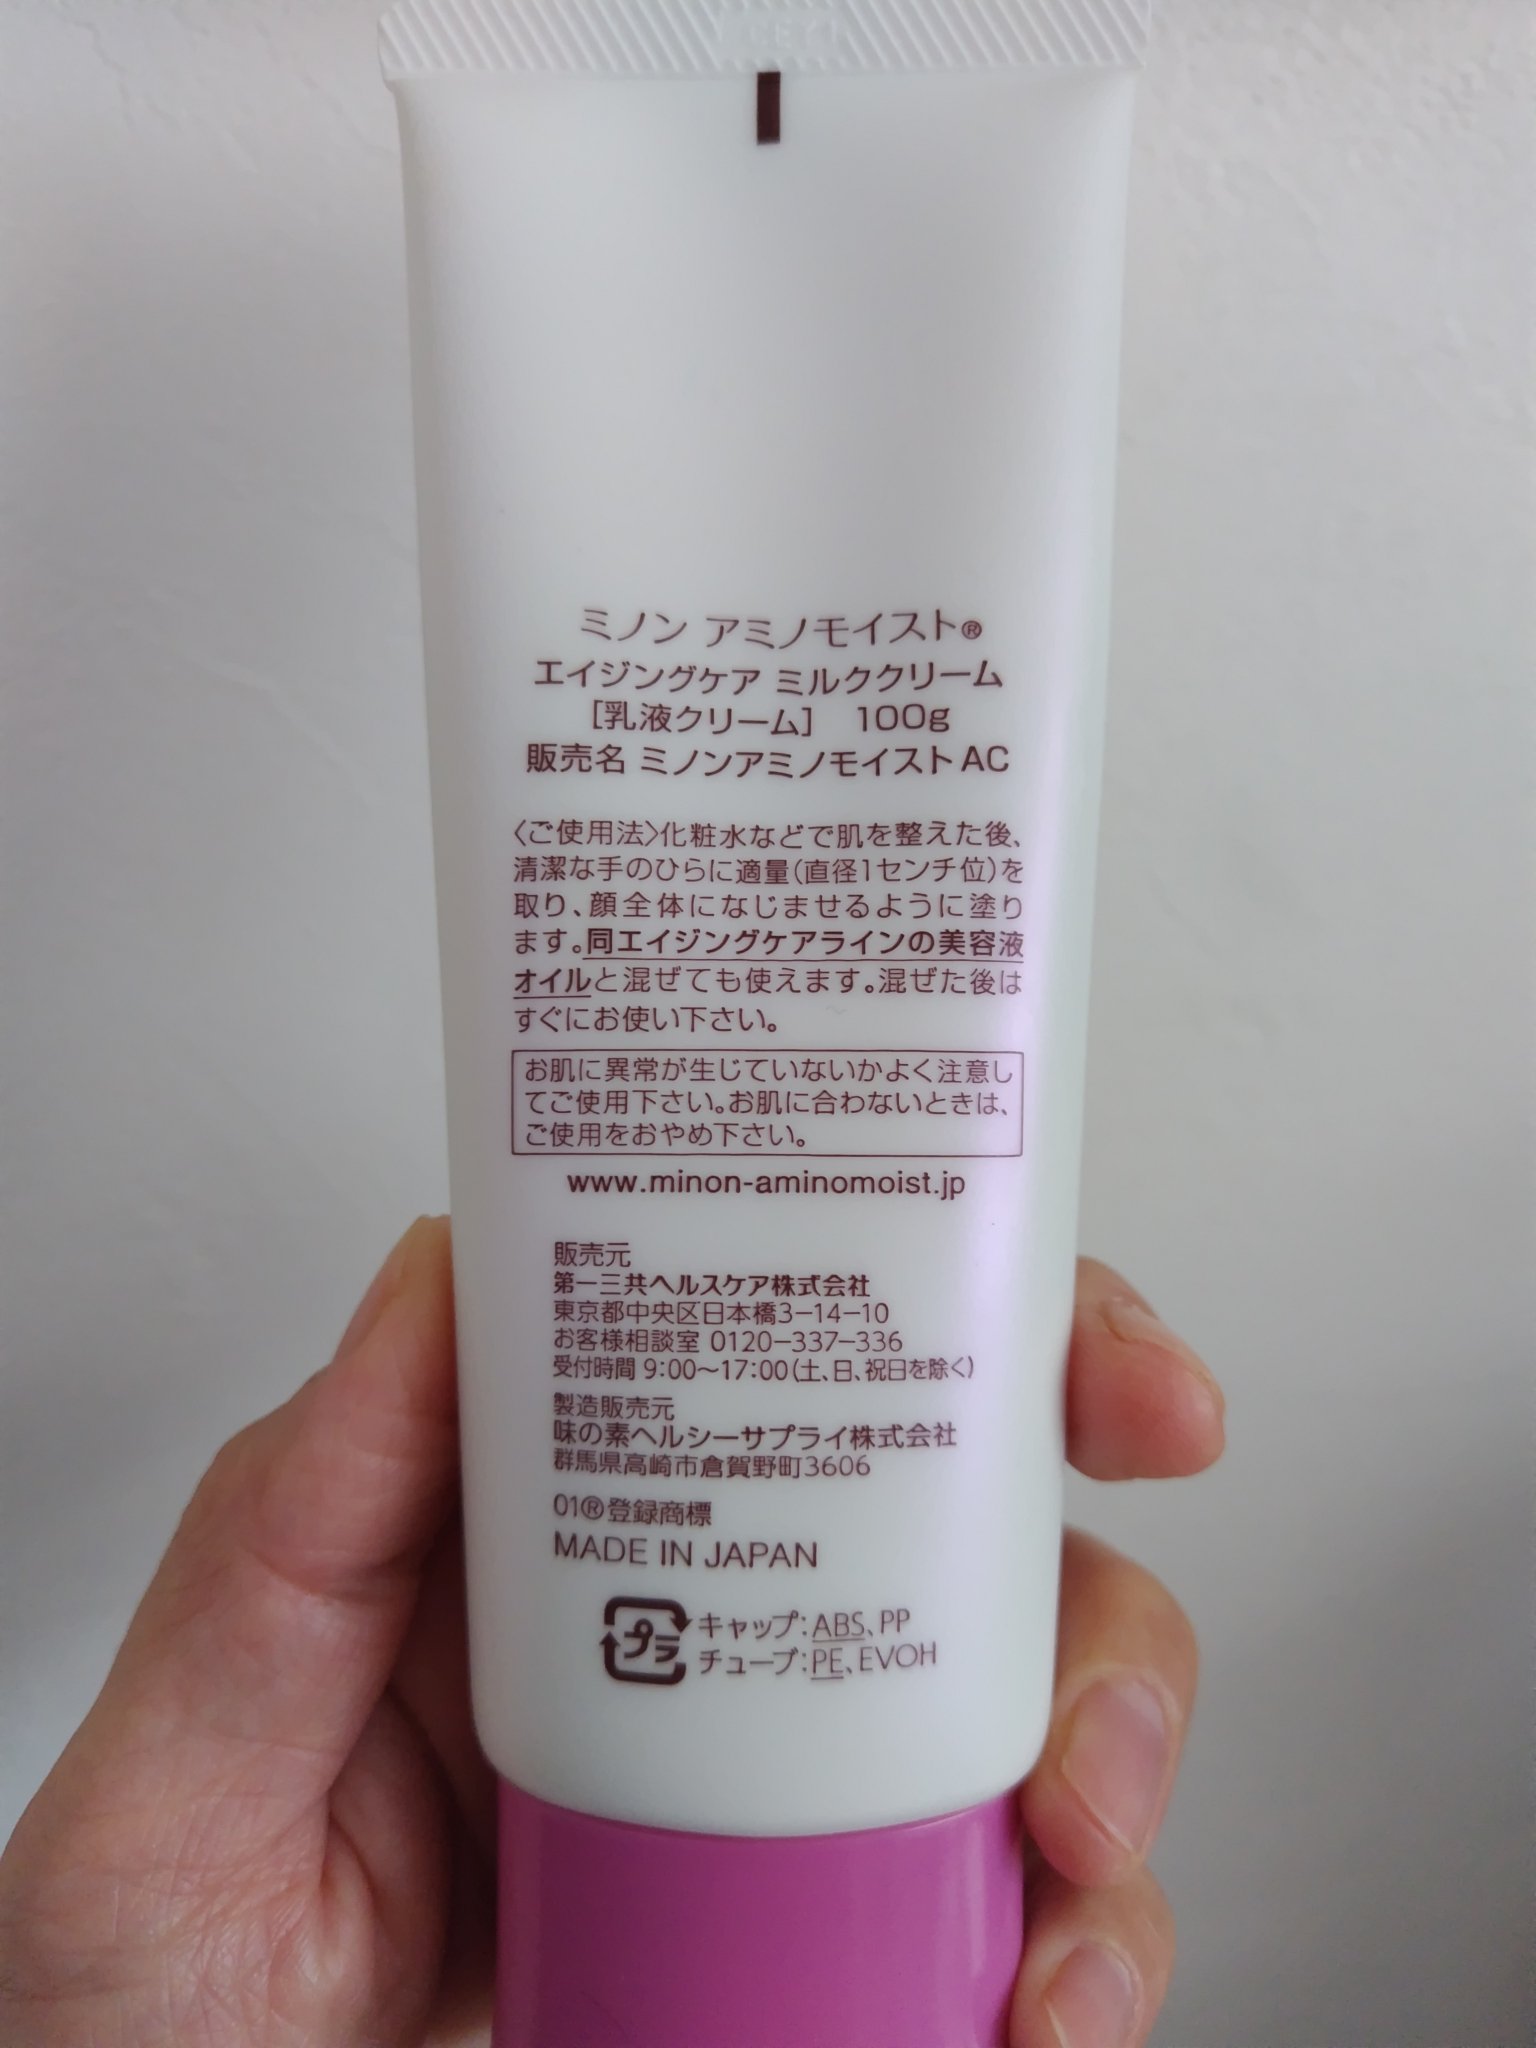 ミノン アミノモイスト®
エイジングケア ミルククリーム
[乳液クリーム] 100g
販売名 ミノンアミノモイストAC
〈ご使用法〉化粧水などで肌を整えた後、
清潔な手のひらに適量(直径1センチ位)を
取り、顔全体になじませるように塗り
ます。同エイジングケアラインの美容液
オイルと混ぜても使えます。混ぜた後は
すぐにお使い下さい。
お肌に異常が生じていないかよく注意し
てご使用下さい。お肌に合わないときは、
ご使用をおやめ下さい。
www.minon-aminomoist.jp
販売元
第一三共ヘルスケア株式会社
東京都中央区日本橋3-14-10
お客様相談室 0120-337-336
受付時間 9:00〜17:00(土、日、祝日を除く)
製造販売元
味の素ヘルシーサプライ株式会社
群馬県高崎市倉賀野町3606
01®登録商標
MADE IN JAPAN
プラ キャップ:ABS、PP
チューブ:PE、EVOH